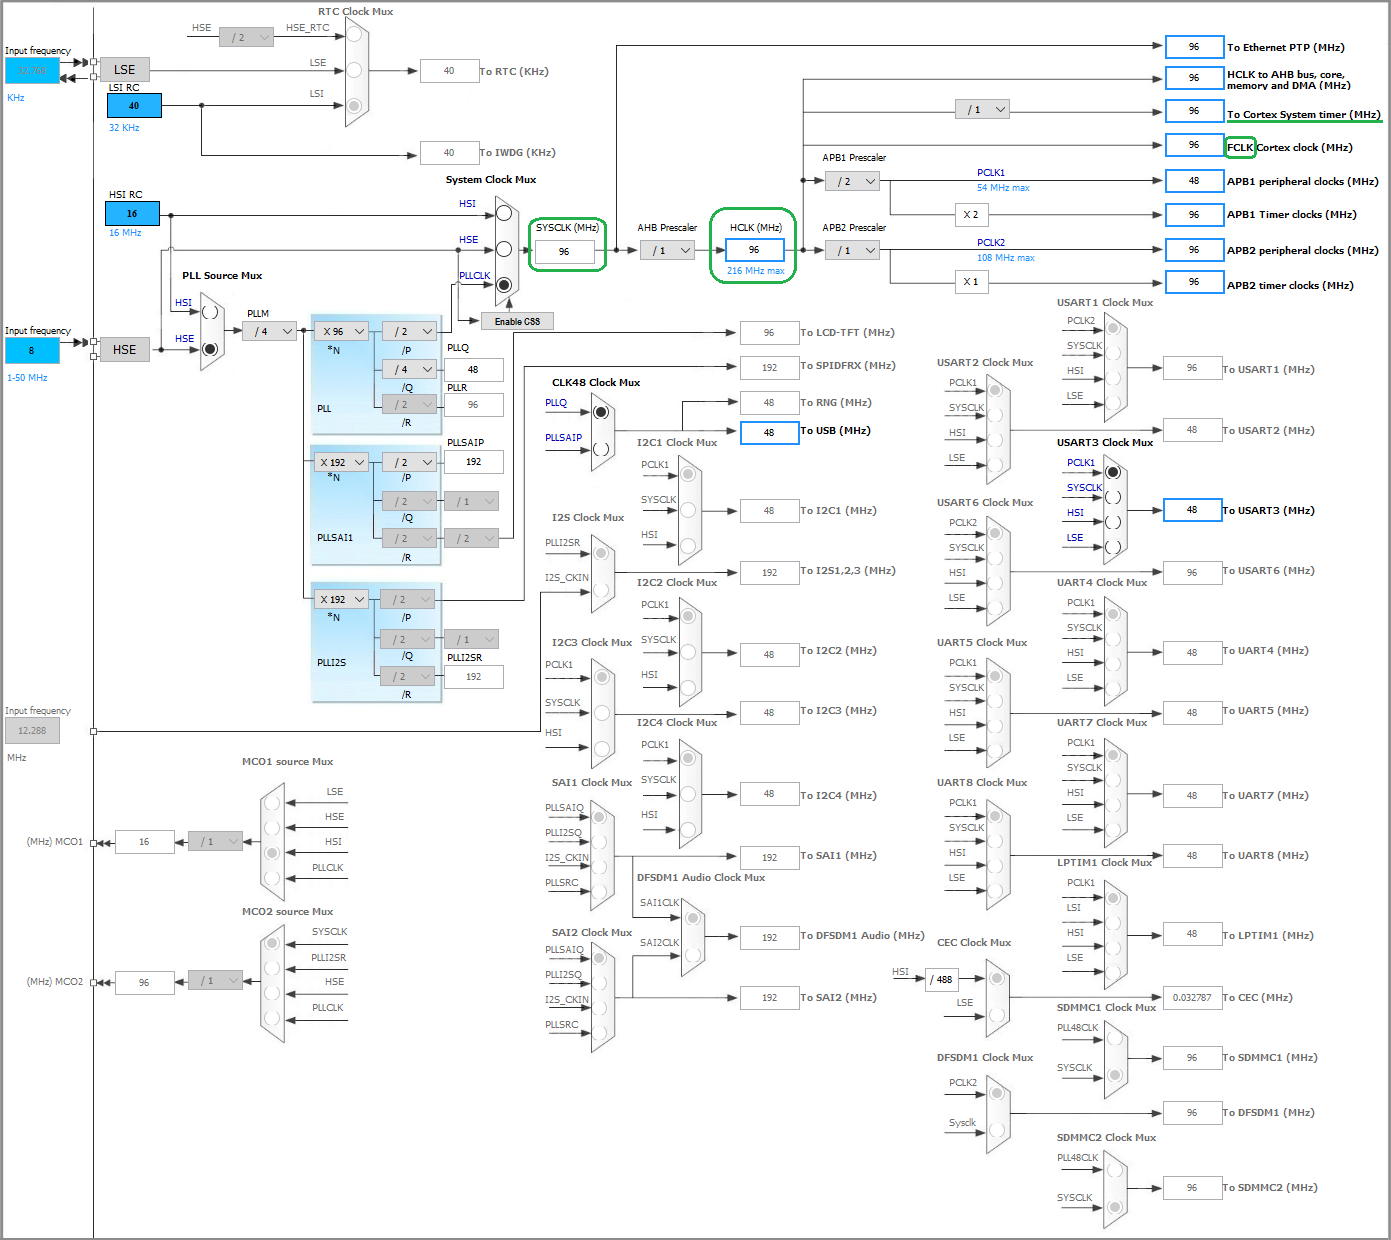 RTC Clock Mux
HSE
/ 2
HSE_RTC
Input frequency
LSE
LSE
40
To RTC (KHz)
KHz
LSI RC
40
LSI
32 KHz
40
To IWDG (KHz)
System Clock Mux
HSI RC
16
16 MHz
HSI
HSE
PLLCLK
Enable CSS
SYSCLK (MHz)
96
AHB Prescaler
/ 1
HCLK (MHz)
96
216 MHz max
APB1 Prescaler
/ 2
APB2 Prescaler
/ 1
/ 1
PCLK1
54 MHz max
X 2
PCLK2
108 MHz max
X 1
96
To Ethernet PTP (MHz)
96
HCLK to AHB bus, core,
memory and DMA (MHz)
96
To Cortex System timer (MHz)
96
FCLK Cortex clock (MHz)
48
APB1 peripheral clocks (MHz)
96
APB1 Timer clocks (MHz)
96
APB2 peripheral clocks (MHz)
96
APB2 timer clocks (MHz)
PLL Source Mux
HSI
HSE
Input frequency
8
1-50 MHz
HSE
PLLM
/ 4
X 96
*N
/ 2
/P
PLLQ
/ 4
48
/Q
PLLR
/ 2
96
/R
PLL
PLLSAIP
X 192
*N
/ 2
192
/P
/ 2
/ 1
/Q
PLLSAI1
/ 2
/ 2
/R
X 192
*N
/ 2
/P
/ 2
/ 1
/Q
PLLI2SR
PLLI2S
/ 2
192
/R
96
To LCD-TFT (MHz)
192
To SPIDFRX (MHz)
CLK48 Clock Mux
PLLQ
PLLSAIP
48
To RNG (MHz)
48
To USB (MHz)
I2C1 Clock Mux
PCLK1
SYSCLK
HSI
48
To I2C1 (MHz)
I2S Clock Mux
PLLI2SR
I2S_CKIN
192
To I2S1,2,3 (MHz)
I2C2 Clock Mux
PCLK1
SYSCLK
HSI
48
To I2C2 (MHz)
I2C3 Clock Mux
PCLK1
SYSCLK
HSI
48
To I2C3 (MHz)
I2C4 Clock Mux
PCLK1
SYSCLK
HSI
48
To I2C4 (MHz)
SAI1 Clock Mux
PLLSAIQ
PLLI2SQ
I2S_CKIN
PLLSRC
192
To SAI1 (MHz)
DFSDM1 Audio Clock Mux
SAI1CLK
SAI2CLK
192
To DFSDM1 Audio (MHz)
SAI2 Clock Mux
PLLSAIQ
PLLI2SQ
I2S_CKIN
PLLSRC
192
To SAI2 (MHz)
Input frequency
12.288
MHz
MCO1 source Mux
LSE
HSE
HSI
PLLCLK
(MHz) MCO1
16
/ 1
MCO2 source Mux
SYSCLK
PLLI2SR
HSE
PLLCLK
(MHz) MCO2
96
/ 1
USART1 Clock Mux
PCLK2
SYSCLK
HSI
LSE
96
To USART1 (MHz)
USART2 Clock Mux
PCLK1
SYSCLK
HSI
LSE
48
To USART2 (MHz)
USART3 Clock Mux
PCLK1
SYSCLK
HSI
LSE
48
To USART3 (MHz)
USART6 Clock Mux
PCLK2
SYSCLK
HSI
LSE
96
To USART6 (MHz)
UART4 Clock Mux
PCLK1
SYSCLK
HSI
LSE
48
To UART4 (MHz)
UART5 Clock Mux
PCLK1
SYSCLK
HSI
LSE
48
To UART5 (MHz)
UART7 Clock Mux
PCLK1
SYSCLK
HSI
LSE
48
To UART7 (MHz)
UART8 Clock Mux
PCLK1
SYSCLK
HSI
LSE
48
To UART8 (MHz)
LPTIM1 Clock Mux
PCLK1
LSI
HSI
LSE
48
To LPTIM1 (MHz)
CEC Clock Mux
HSI
/ 488
LSE
0.032787
To CEC (MHz)
SDMMC1 Clock Mux
PLL48CLK
SYSCLK
96
To SDMMC1 (MHz)
DFSDM1 Clock Mux
PCLK2
Sysclk
96
To DFSDM1 (MHz)
SDMMC2 Clock Mux
PLL48CLK
SYSCLK
96
To SDMMC2 (MHz)